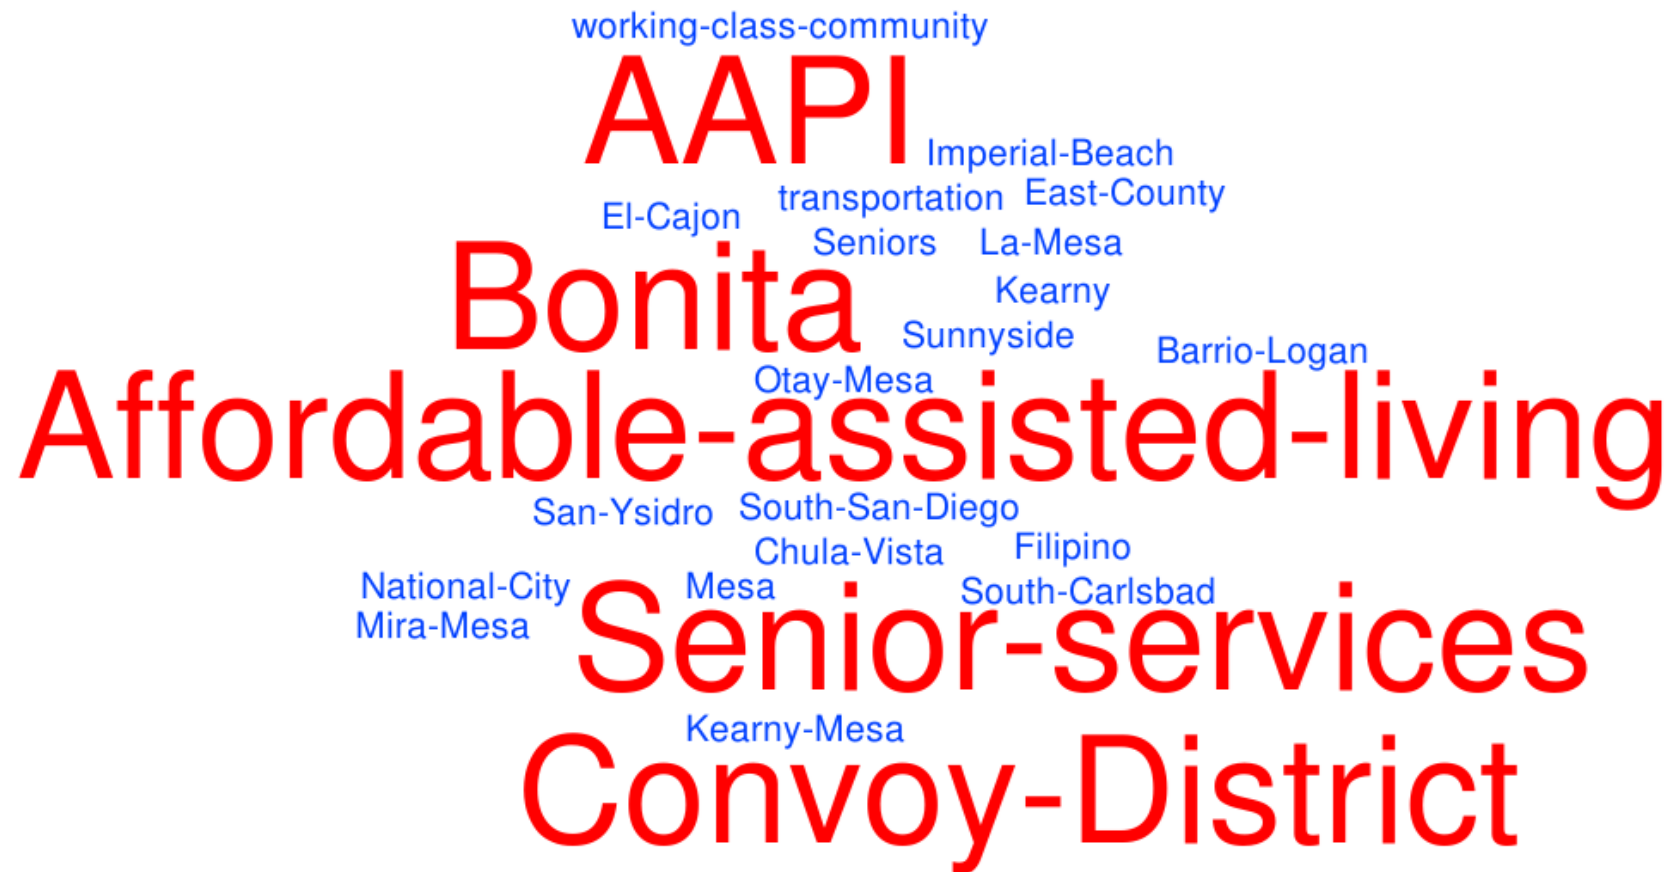 working-class-community
AAPI
Imperial-Beach
transportation East-County
El-Cajon
Seniors La-Mesa
Bonita
Kearny
Sunnyside
Barrio-Logan
Otay-Mesa
Affordable-assisted-living
San-Ysidro South-San-Diego
Chula-Vista Filipino
National-City Mesa South-Carlsbad
Mira-Mesa
Senior-services
Kearny-Mesa
Convoy-District